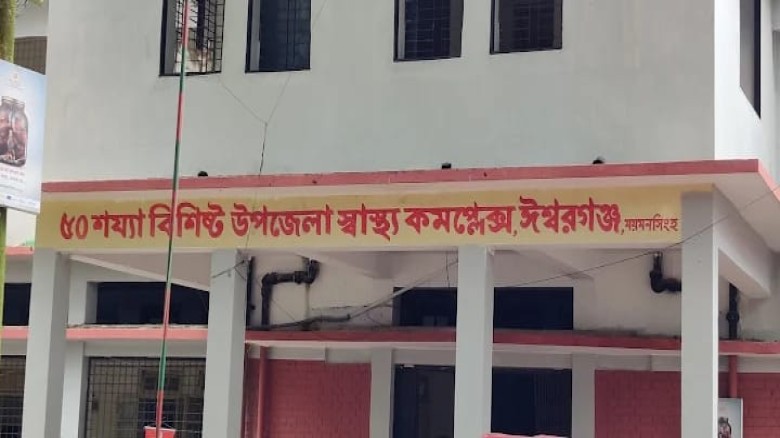 ৫০ শয্যা বিশিষ্ট উপজেলা স্বাস্থ্য কমপ্লেক্স, ঈশ্বরগঞ্জ, ময়মনসিংহ